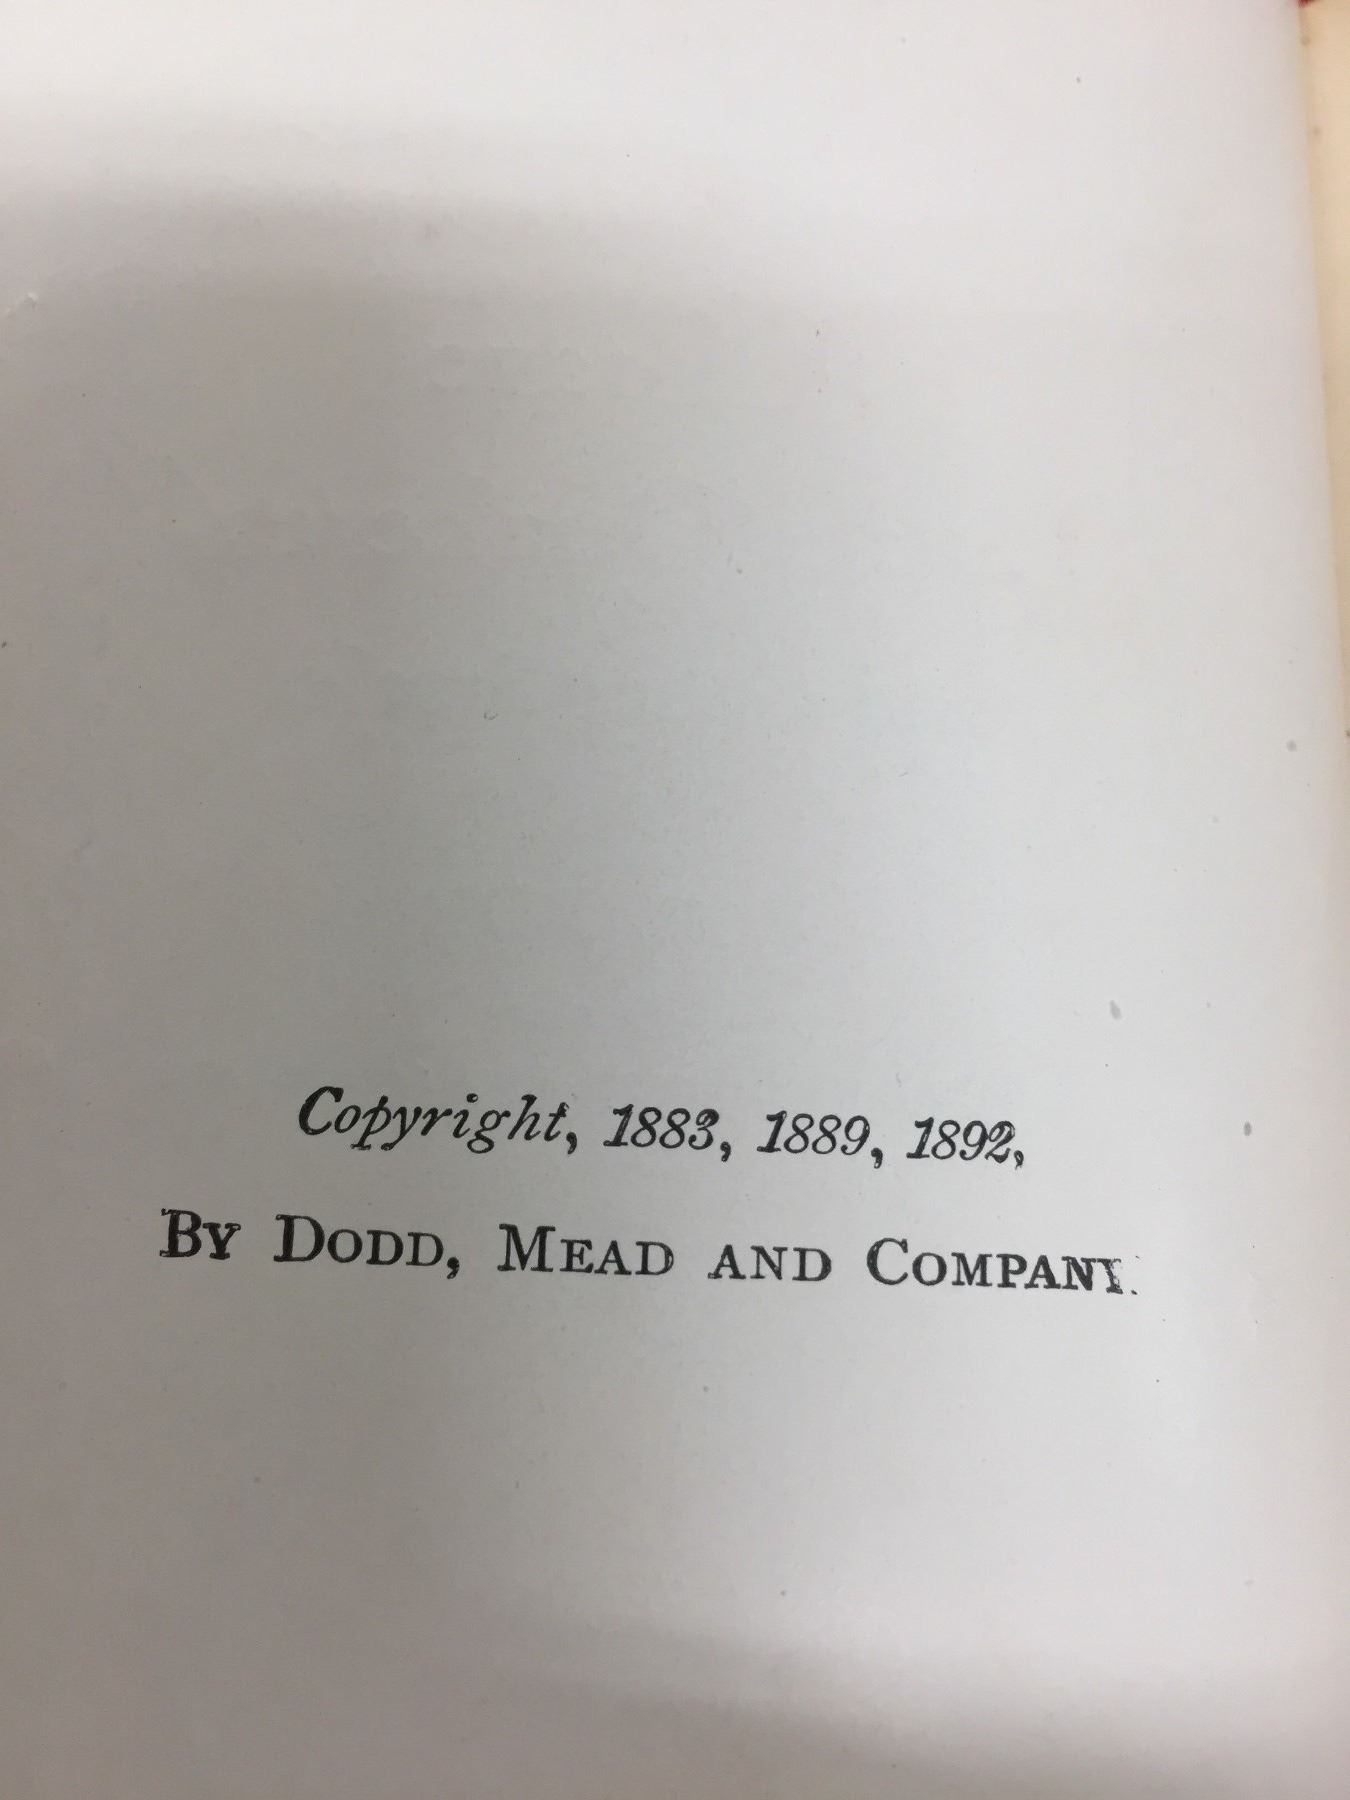 Copyright, 1883, 1889, 1892,
By Dodd, Mead and Company.